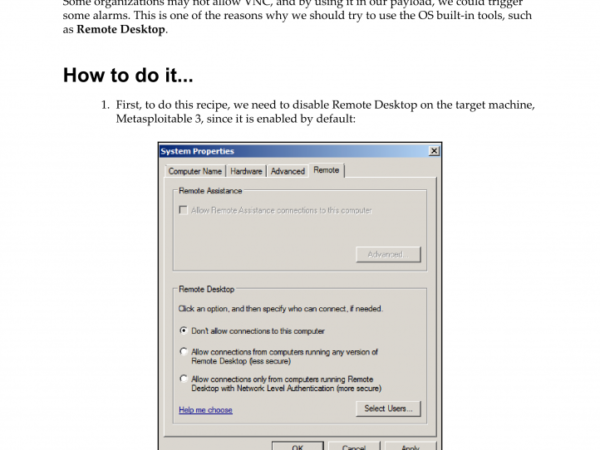 Some organizations may not allow VNC, and by using it in our payload, we could trigger
some alarms. This is one of the reasons why we should try to use the OS built-in tools, such
as Remote Desktop.
How to do it...
1. First, to do this recipe, we need to disable Remote Desktop on the target machine,
Metasploitable 3, since it is enabled by default:
System Properties
Computer Name Hardware Advanced Remote
Remote Assistance
Allow Remote Assistance connections to this computer
Advanced...
Remote Desktop
Click an option, and then specify who can connect, if needed.
Don't allow connections to this computer
Allow connections from computers running any version of
Remote Desktop (less secure)
Allow connections only from computers running Remote
Desktop with Network Level Authentication (more secure)
Help me choose
Select Users...
OK Cancel Apply